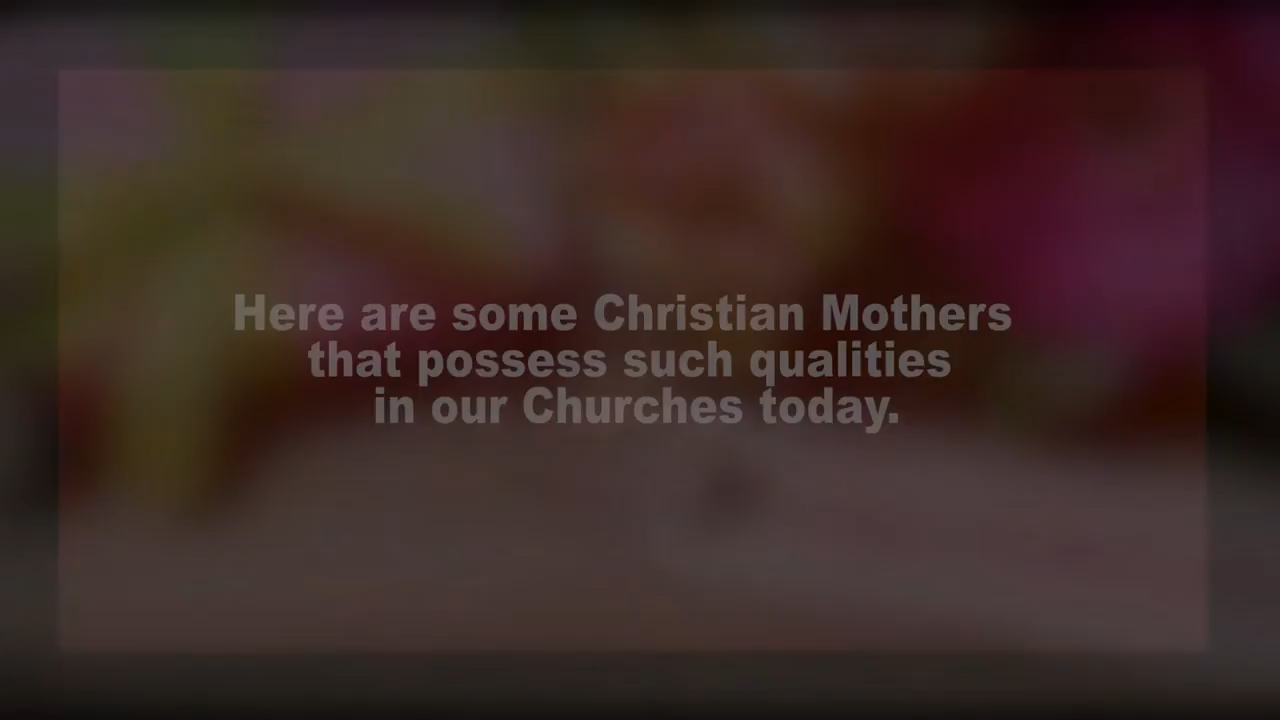 Here are some Christian Mothers
that possess such qualities
in our Churches today.